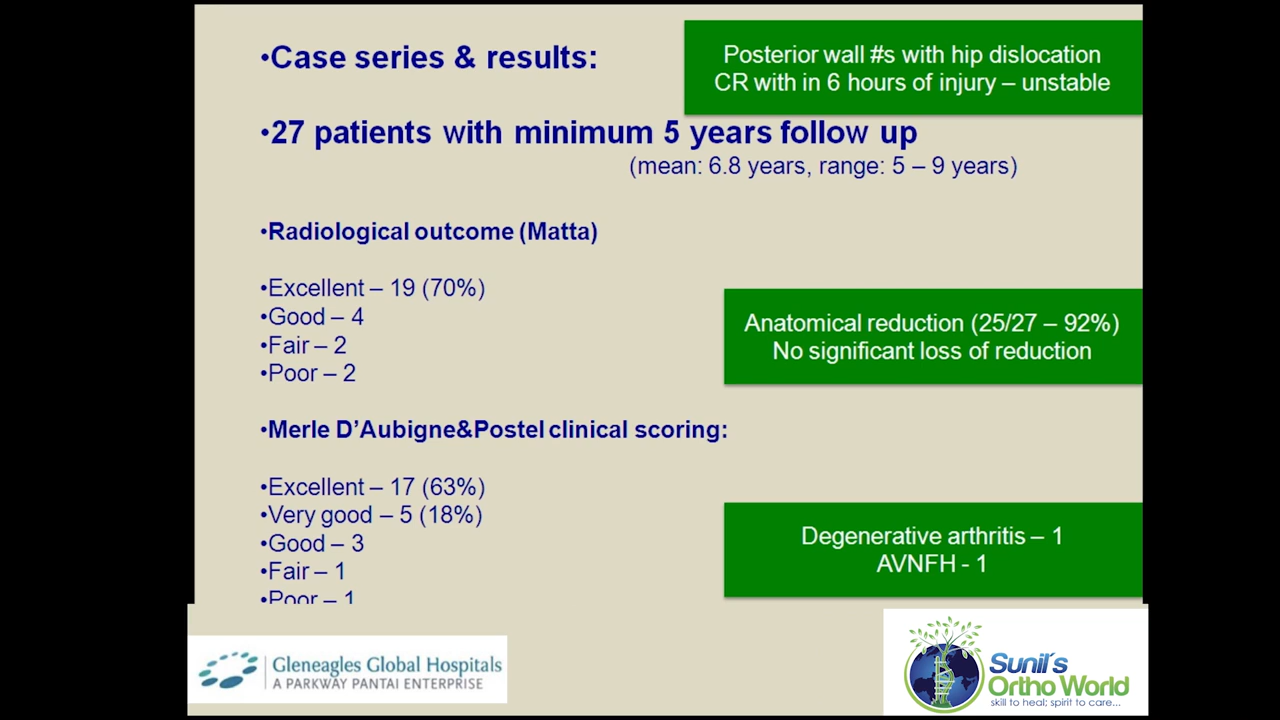 •Case series & results:
Posterior wall #s with hip dislocation
CR with in 6 hours of injury – unstable
•27 patients with minimum 5 years follow up
(mean: 6.8 years, range: 5 – 9 years)
•Radiological outcome (Matta)
•Excellent – 19 (70%)
•Good – 4
•Fair – 2
•Poor – 2
Anatomical reduction (25/27 – 92%)
No significant loss of reduction
•Merle D’Aubigne&Postel clinical scoring:
•Excellent – 17 (63%)
•Very good – 5 (18%)
•Good – 3
•Fair – 1
•Poor – 1
Degenerative arthritis – 1
AVNFH - 1
Gleneagles Global Hospitals
A PARKWAY PANTAI ENTERPRISE
Sunil's
Ortho World
skill to heal; spirit to care...